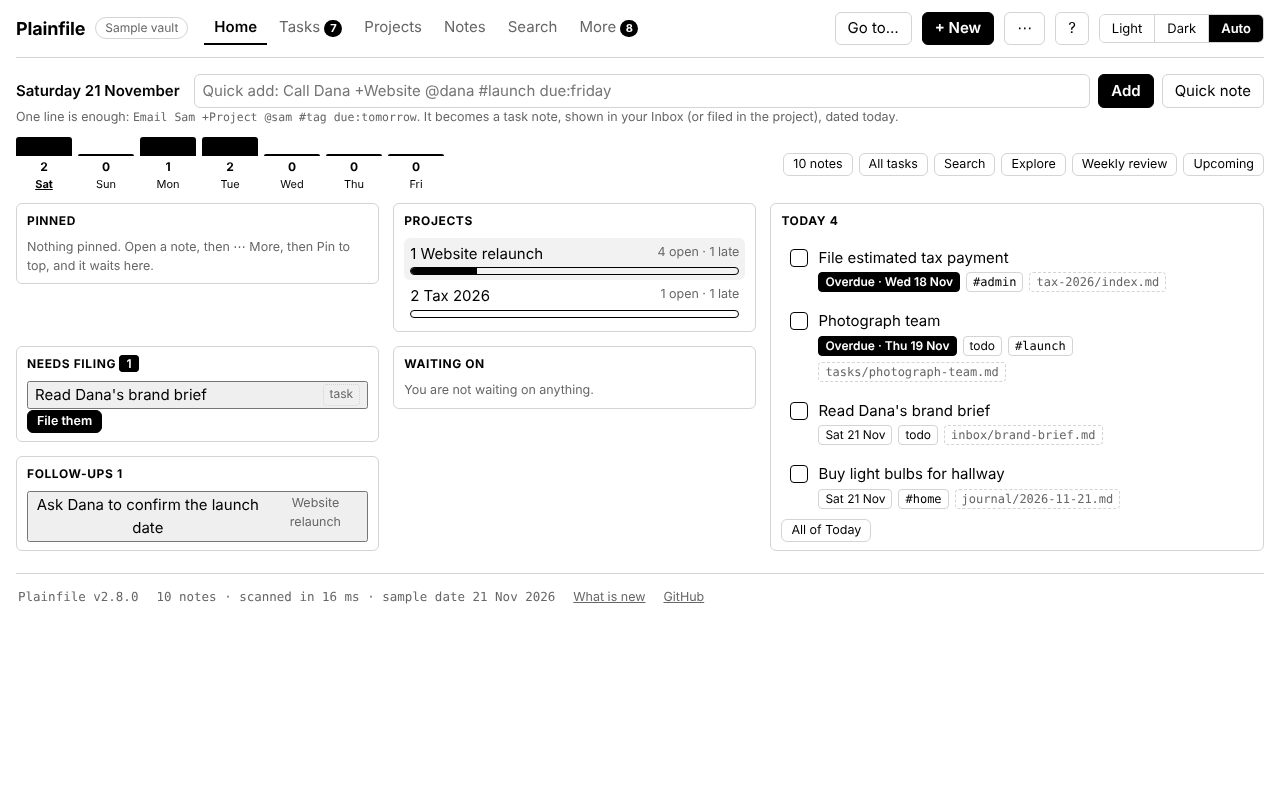 Plainfile Sample vault Home Tasks 7 Projects Notes Search More 8 Go to... + New ··· ? Light Dark Auto
Saturday 21 November Quick add: Call Dana +Website @dana #launch due:friday Add Quick note
One line is enough: Email Sam +Project @sam #tag due:tomorrow. It becomes a task note, shown in your Inbox (or filed in the project), dated today.
2 0 1 2 0 0 0
Sat Sun Mon Tue Wed Thu Fri
10 notes All tasks Search Explore Weekly review Upcoming
PINNED
Nothing pinned. Open a note, then ··· More, then Pin to
top, and it waits here.
PROJECTS
1 Website relaunch 4 open · 1 late
2 Tax 2026 1 open · 1 late
NEEDS FILING 1
Read Dana's brand brief task
File them
WAITING ON
You are not waiting on anything.
FOLLOW-UPS 1
Ask Dana to confirm the launch
date
Website
relaunch
TODAY 4
File estimated tax payment
Overdue · Wed 18 Nov #admin tax-2026/index.md
Photograph team
Overdue · Thu 19 Nov todo #launch
tasks/photograph-team.md
Read Dana's brand brief
Sat 21 Nov todo inbox/brand-brief.md
Buy light bulbs for hallway
Sat 21 Nov #home journal/2026-11-21.md
All of Today
Plainfile v2.8.0 10 notes · scanned in 16 ms · sample date 21 Nov 2026 What is new GitHub